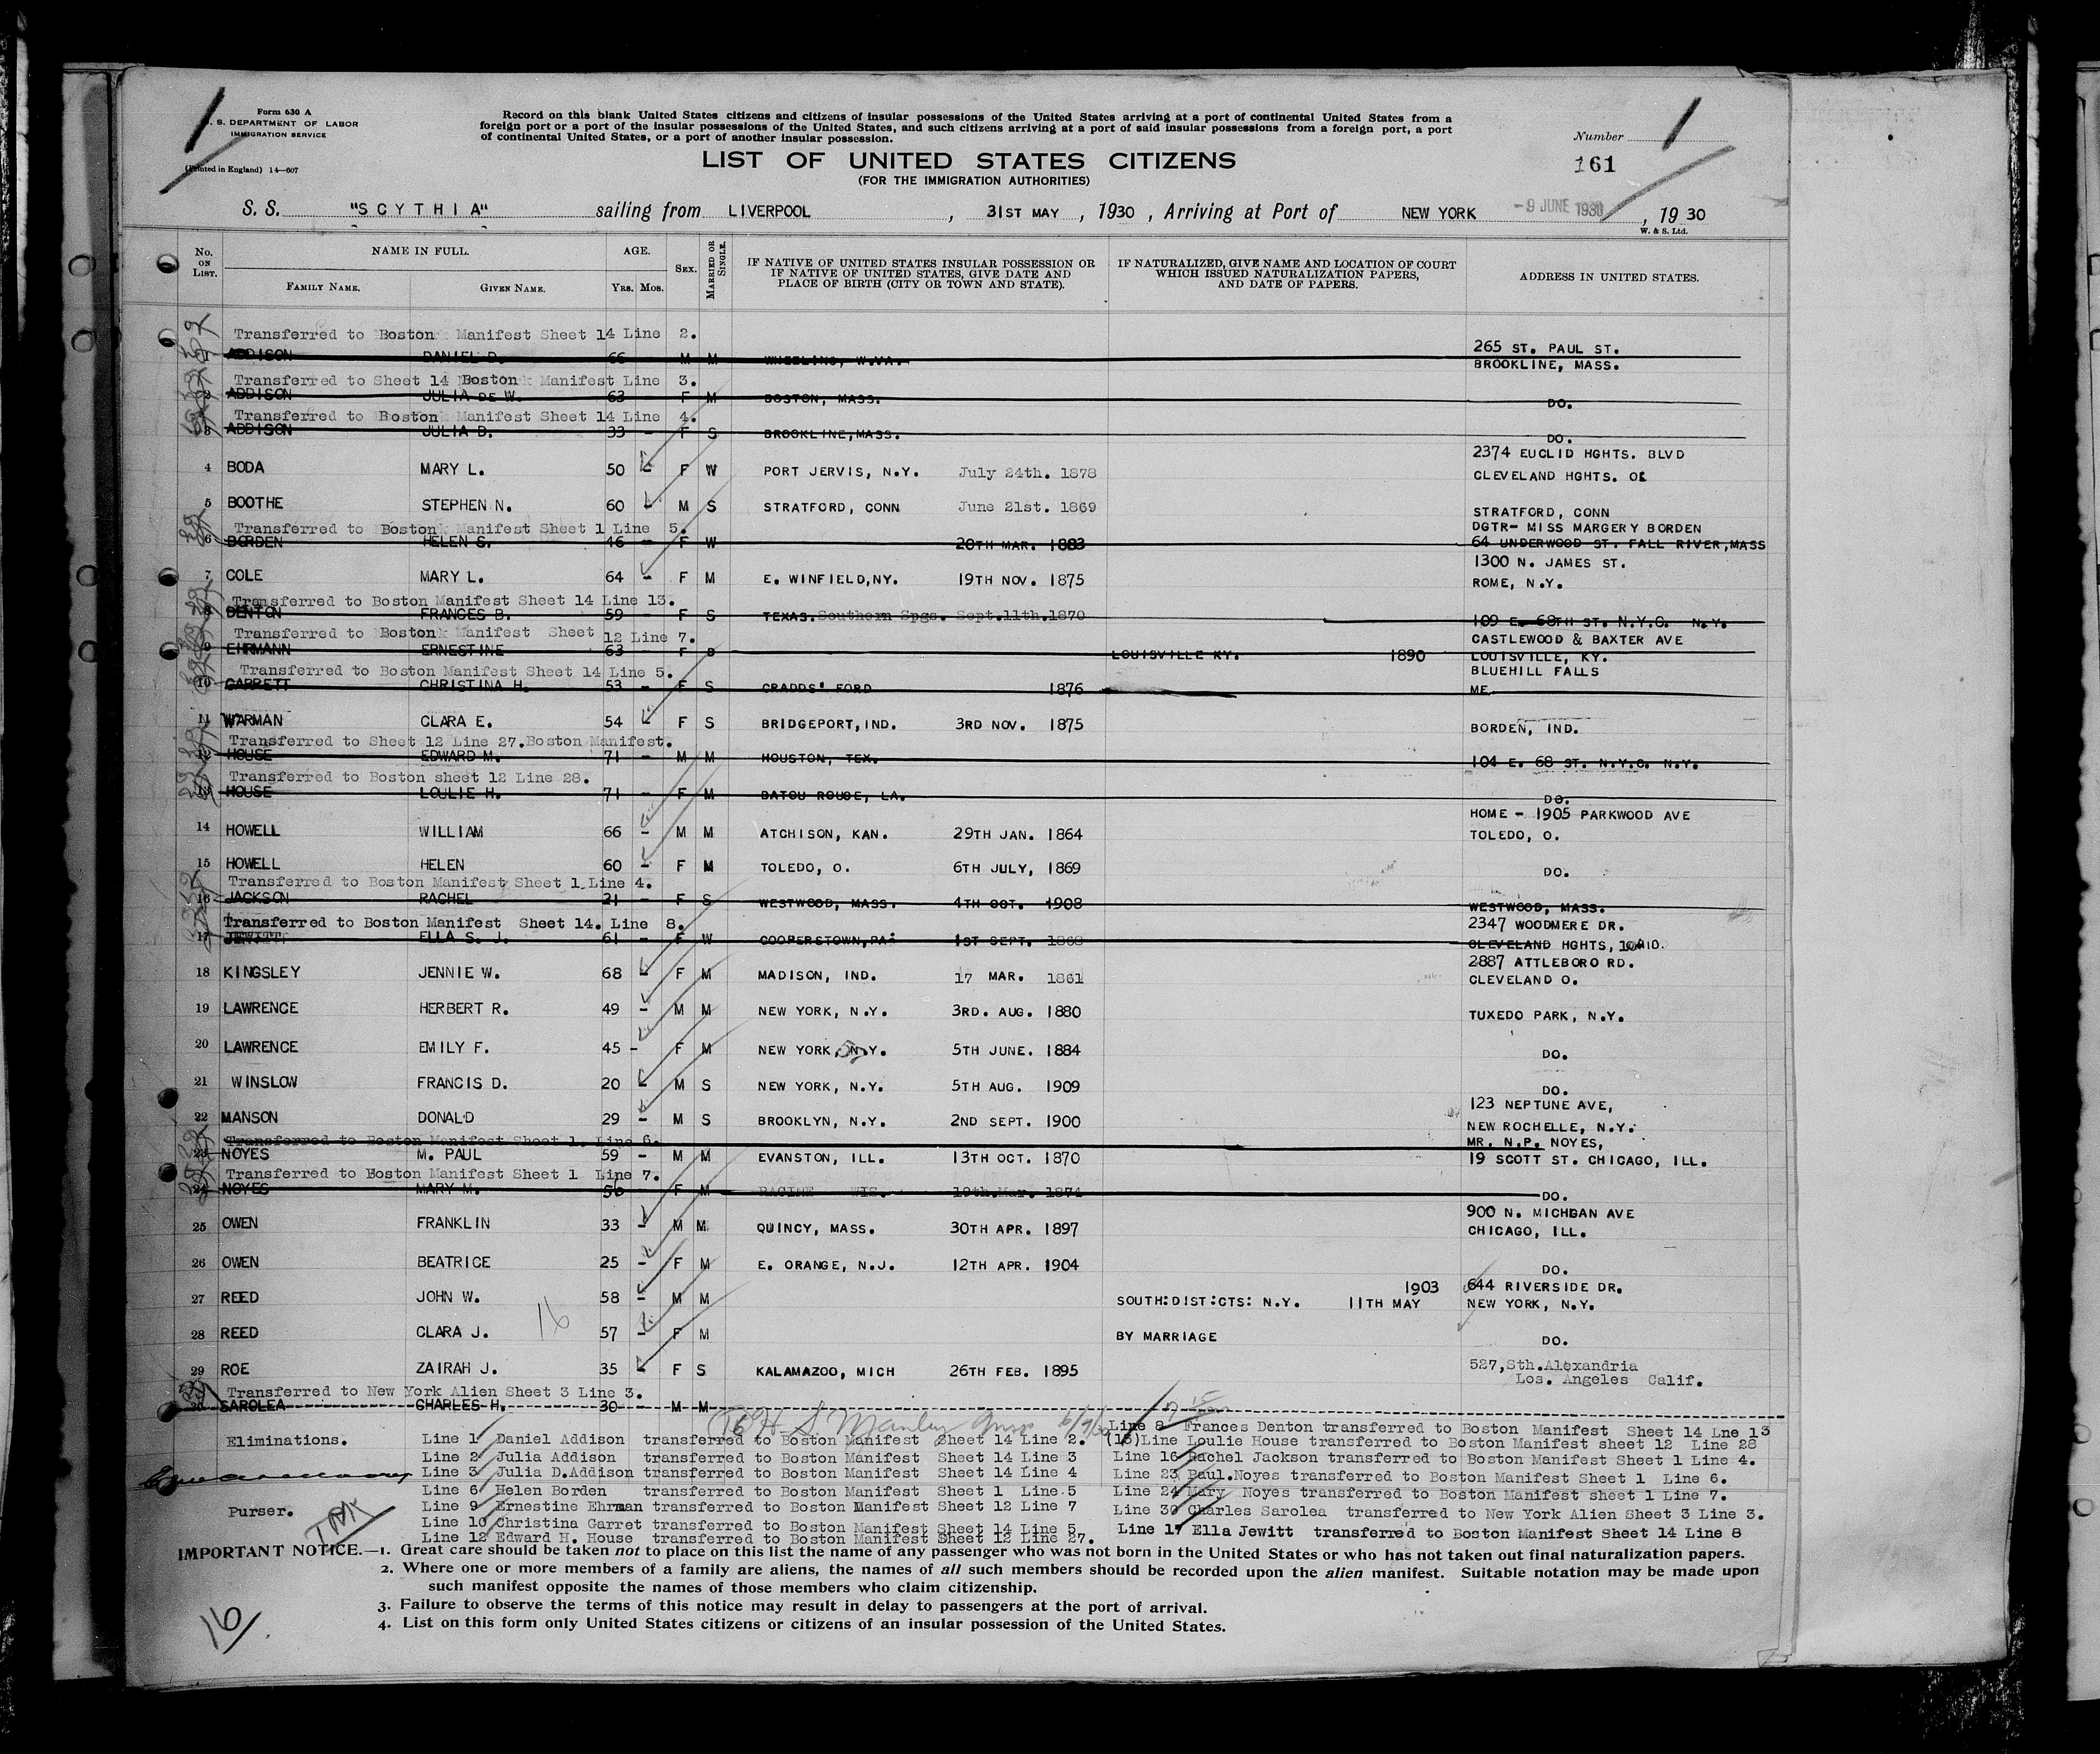 1
Form 630 A
U. S. DEPARTMENT OF LABOR
IMMIGRATION SERVICE
(Printed in England) 14—607
Record on this blank United States citizens and citizens of insular possessions of the United States arriving at a port of continental United States from a
foreign port or a port of the insular possessions of the United States, and such citizens arriving at a port of said insular possessions from a foreign port, a port
of continental United States, or a port of another insular possession.
LIST OF UNITED STATES CITIZENS
(FOR THE IMMIGRATION AUTHORITIES)
Number 1
161
S. S. "SCYTHIA" sailing from LIVERPOOL, 31ST MAY, 1930, Arriving at Port of NEW YORK -9 JUNE 1930, 1930
W. & S. Ltd.
No. ON LIST. NAME IN FULL. AGE. SEX. MARRIED OR SINGLE. IF NATIVE OF UNITED STATES INSULAR POSSESSION OR IF NATIVE OF UNITED STATES, GIVE DATE AND PLACE OF BIRTH (CITY OR TOWN AND STATE). IF NATURALIZED, GIVE NAME AND LOCATION OF COURT WHICH ISSUED NATURALIZATION PAPERS, AND DATE OF PAPERS. ADDRESS IN UNITED STATES.
FAMILY NAME. GIVEN NAME. YRS. MOS.
Transferred to Boston Manifest Sheet 14 Line 2.
265 ST. PAUL ST.
1 ADDISON DANIEL D. 66 M M WHEELING, W.VA.
BROOKLINE, MASS.
Transferred to Sheet 14 Boston Manifest Line 3.
2 ADDISON JULIA DE W. 63 F M BOSTON, MASS. DO.
Transferred to Boston Manifest Sheet 14 Line 4.
3 ADDISON JULIA D. 33 - F S BROOKLINE,MASS. DO.
2374 EUCLID HGHTS. BLVD
4 BODA MARY L. 50 - F W PORT JERVIS, N.Y. July 24th. 1878 CLEVELAND HGHTS.
5 BOOTHE STEPHEN N. 60 - M S STRATFORD, CONN June 21st. 1869 STRATFORD, CONN
Transferred to Boston Manifest Sheet 1 Line 5. DGTR- MISS MARGERY BORDEN
6 BORDEN HELEN S. 46 - F W 20TH MAR. 1883 64 UNDERWOOD ST. FALL RIVER,MASS
1300 N. JAMES ST.
7 COLE MARY L. 64 - F M E. WINFIELD,NY. 19TH NOV. 1875 ROME, N.Y.
Transferred to Boston Manifest Sheet 14 Line 13.
8 DENTON FRANCES B. 59 - F S TEXAS.Southern Spgs. Sept.11th.1870 109 E. 68TH ST. N.Y.C. N.Y.
Transferred to Boston Manifest Sheet 12 Line 7. CASTLEWOOD & BAXTER AVE
9 EHRMANN ERNESTINE 63 F S LOUISVILLE KY. 1890 LOUISVILLE, KY.
Transferred to Boston Manifest Sheet 14 Line 5. BLUEHILL FALLS
10 GARRETT CHRISTINA H. 53 - F S CRADDS' FORD 1876 ME.
11 WARMAN CLARA E. 54 - F S BRIDGEPORT,IND. 3RD NOV. 1875 BORDEN, IND.
Transferred to Sheet 12 Line 27.Boston Manifest.
12 HOUSE EDWARD M. 71 - M M HOUSTON, TEX. 104 E. 68 ST. N.Y.C. N.Y.
Transferred to Boston sheet 12 Line 28.
13 HOUSE LOULIE H. 71 - F M BATOU ROUGE, LA. DO.
HOME - 1905 PARKWOOD AVE
14 HOWELL WILLIAM 66 - M M ATCHISON, KAN. 29TH JAN. 1864 TOLEDO, O.
15 HOWELL HELEN 60 - F M TOLEDO, O. 6TH JULY, 1869 DO.
Transferred to Boston Manifest Sheet 1 Line 4.
16 JACKSON RACHEL 21 - F S WESTWOOD, MASS. 4TH OCT. 1908 WESTWOOD, MASS.
Transferred to Boston Manifest Sheet 14. Line 8. 2347 WOODMERE DR.
17 JEWITT ELLA S. J. 61 - F W COOPERSTOWN,PA: 1ST SEPT. 1868 CLEVELAND HGHTS,
2887 ATTLEBORO RD.
18 KINGSLEY JENNIE W. 68 - F M MADISON, IND. 17 MAR. 1861 CLEVELAND O.
19 LAWRENCE HERBERT R. 49 - M M NEW YORK, N.Y. 3RD. AUG. 1880 TUXEDO PARK, N.Y.
20 LAWRENCE EMILY F. 45 - F M NEW YORK, N.Y. 5TH JUNE. 1884 DO.
21 WINSLOW FRANCIS D. 20 - M S NEW YORK, N.Y. 5TH AUG. 1909 DO.
123 NEPTUNE AVE,
22 MANSON DONALD 29 - M S BROOKLYN, N.Y. 2ND SEPT. 1900 NEW ROCHELLE, N.Y.
Transferred to Boston Manifest Sheet 1. Line 6. MR. N.P. NOYES,
23 NOYES M. PAUL 59 - M M EVANSTON, ILL. 13TH OCT. 1870 19 SCOTT ST. CHICAGO, ILL.
Transferred to Boston Manifest Sheet 1 Line 7.
24 NOYES MARY M. 56 F M RACINE WIS. 19th.Mar. 1874 DO.
900 N. MICHGAN AVE
25 OWEN FRANKLIN 33 - M M QUINCY, MASS. 30TH APR. 1897 CHICAGO, ILL.
26 OWEN BEATRICE 25 - F M E. ORANGE, N.J. 12TH APR. 1904 DO.
1903 644 RIVERSIDE DR.
27 REED JOHN W. 58 - M M SOUTH:DIST:CTS: N.Y. 11TH MAY NEW YORK, N.Y.
28 REED CLARA J. 16 57 - F M BY MARRIAGE DO.
29 ROE ZAIRAH J. 35 - F S KALAMAZOO, MICH 26TH FEB. 1895 527,Sth.Alexandria
Los. Angeles Calif.
Transferred to New York Alien Sheet 3 Line 3.
30 SAROLEA CHARLES H. 30 M M
Eliminations.
Line 1 Daniel Addison transferred to Boston Manifest Sheet 14 Line 2.
Line 2 Julia Addison transferred to Boston Manifest Sheet 14 Line 3
Line 3 Julia D.Addison transferred to Boston Manifest Sheet 14 Line 4
Line 6 Helen Borden transferred to Boston Manifest Sheet 1 Line.5
Line 9 Ernestine Ehrman transferred to Boston Manifest Sheet 12 Line 7
Line 10 Christina Garret transferred to Boston Manifest Sheet 14 Line 5
Line 12 Edward H. House transferred to Boston Manifest Sheet 12 Line 27.
Line 8 Frances Denton transferred to Boston Manifest Sheet 14 Lne 13
(13)Line Loulie House transferred to Boston Manifest sheet 12 Line 28
Line 16 Rachel Jackson transferred to Boston Manifest Sheet 1 Line 4.
Line 23 Paul.Noyes transferred to Boston Manifest Sheet 1 Line 6.
Line 24 Mary Noyes transferred to Boston Manifest sheet 1 Line 7.
Line 30 Charles Sarolea transferred to New York Alien Sheet 3 Line 3.
Line 17 Ella Jewitt transferred to Boston Manifest Sheet 14 Line 8
Purser.
IMPORTANT NOTICE.—1. Great care should be taken not to place on this list the name of any passenger who was not born in the United States or who has not taken out final naturalization papers.
2. Where one or more members of a family are aliens, the names of all such members should be recorded upon the alien manifest. Suitable notation may be made upon
such manifest opposite the names of those members who claim citizenship.
3. Failure to observe the terms of this notice may result in delay to passengers at the port of arrival.
4. List on this form only United States citizens or citizens of an insular possession of the United States.
16